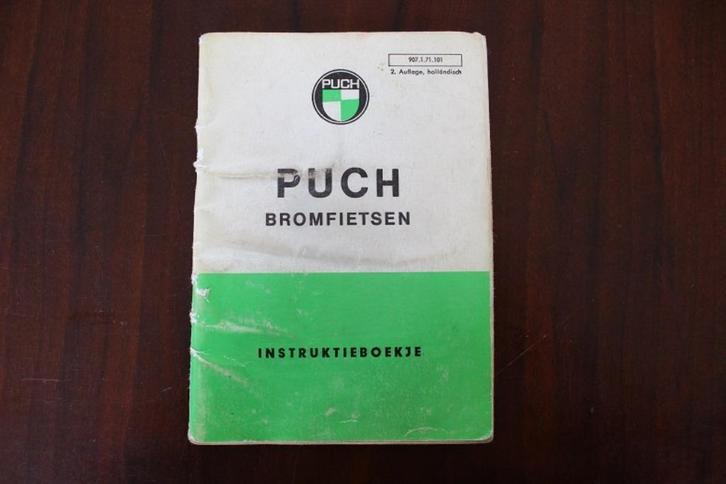 907.1.71.101
2. Auflage, holländisch
PUCH
PUCH
BROMFIETSEN
INSTRUKTIEBOEKJE